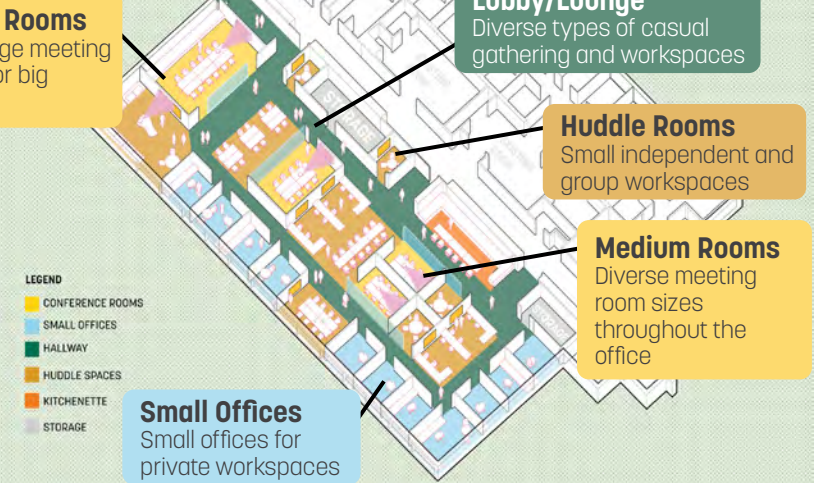 Rooms
ge meeting
or big
Lobby/Lounge
Diverse types of casual
gathering and workspaces
STORAGE
Huddle Rooms
Small independent and
group workspaces
Medium Rooms
Diverse meeting
room sizes
throughout the
office
LEGEND
CONFERENCE ROOMS
SMALL OFFICES
HALLWAY
HUDDLE SPACES
KITCHENETTE
STORAGE
Small Offices
Small offices for
private workspaces